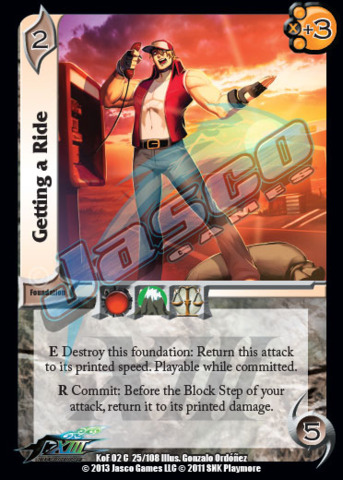 2
X +3
Getting a Ride
Jasco
GAMES
Foundation
E Destroy this foundation: Return this attack
to its printed speed. Playable while committed.
R Commit: Before the Block Step of your
attack, return it to its printed damage.
XIII
5
KoF 02 C 25/108 Illus. Gonzalo Ordóñez
© 2013 Jasco Games LLC © 2011 SNK Playmore